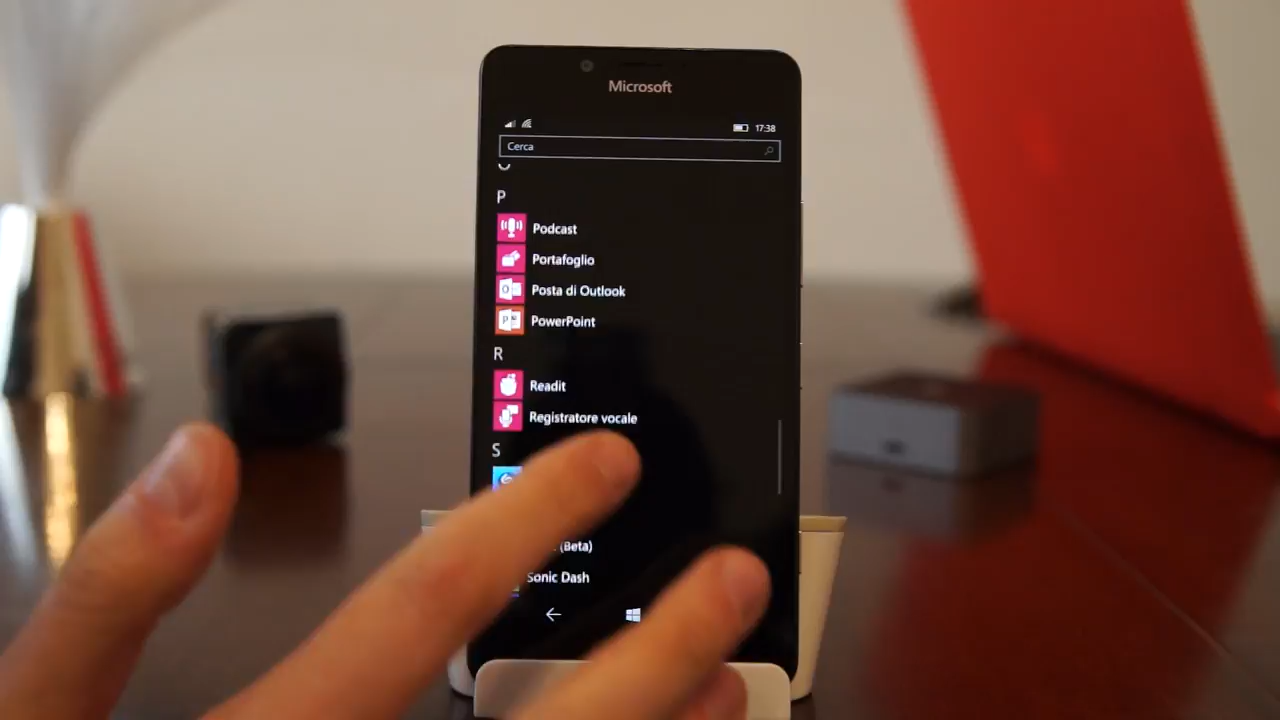 Microsoft
17:38
Cerca
P
Podcast
Portafoglio
Posta di Outlook
PowerPoint
R
Readit
Registratore vocale
S
(Beta)
Sonic Dash